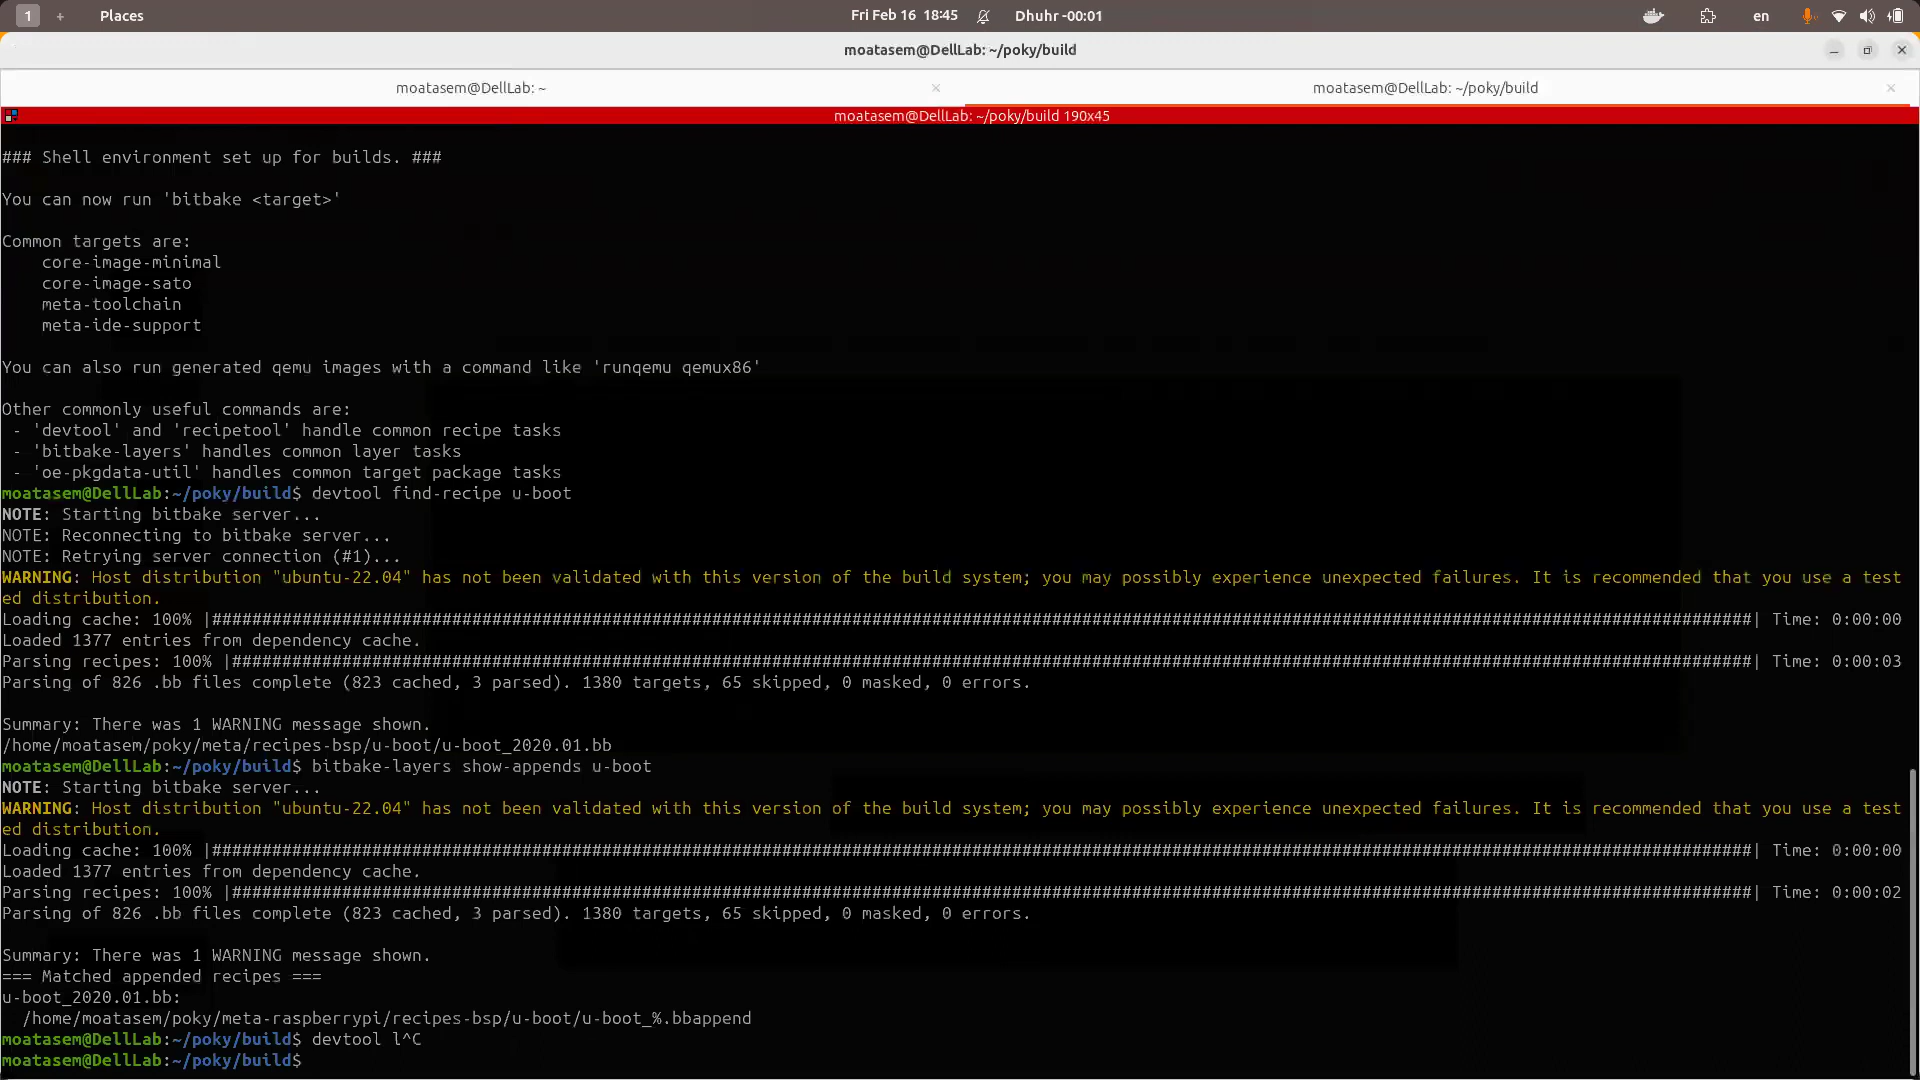 1 + Places Fri Feb 16 18:45 Dhuhr -00:01 en
moatasem@DellLab: ~/poky/build
moatasem@DellLab: ~ × moatasem@DellLab: ~/poky/build ×
moatasem@DellLab: ~/poky/build 190x45
### Shell environment set up for builds. ###
You can now run 'bitbake <target>'
Common targets are:
core-image-minimal
core-image-sato
meta-toolchain
meta-ide-support
You can also run generated qemu images with a command like 'runqemu qemux86'
Other commonly useful commands are:
- 'devtool' and 'recipetool' handle common recipe tasks
- 'bitbake-layers' handles common layer tasks
- 'oe-pkgdata-util' handles common target package tasks
moatasem@DellLab:~/poky/build$ devtool find-recipe u-boot
NOTE: Starting bitbake server...
NOTE: Reconnecting to bitbake server...
NOTE: Retrying server connection (#1)...
WARNING: Host distribution "ubuntu-22.04" has not been validated with this version of the build system; you may possibly experience unexpected failures. It is recommended that you use a test
ed distribution.
Loading cache: 100% |##########################################################################################################################################################| Time: 0:00:00
Loaded 1377 entries from dependency cache.
Parsing recipes: 100% |########################################################################################################################################################| Time: 0:00:03
Parsing of 826 .bb files complete (823 cached, 3 parsed). 1380 targets, 65 skipped, 0 masked, 0 errors.
Summary: There was 1 WARNING message shown.
/home/moatasem/poky/meta/recipes-bsp/u-boot/u-boot_2020.01.bb
moatasem@DellLab:~/poky/build$ bitbake-layers show-appends u-boot
NOTE: Starting bitbake server...
WARNING: Host distribution "ubuntu-22.04" has not been validated with this version of the build system; you may possibly experience unexpected failures. It is recommended that you use a test
ed distribution.
Loading cache: 100% |##########################################################################################################################################################| Time: 0:00:00
Loaded 1377 entries from dependency cache.
Parsing recipes: 100% |########################################################################################################################################################| Time: 0:00:02
Parsing of 826 .bb files complete (823 cached, 3 parsed). 1380 targets, 65 skipped, 0 masked, 0 errors.
Summary: There was 1 WARNING message shown.
=== Matched appended recipes ===
u-boot_2020.01.bb:
/home/moatasem/poky/meta-raspberrypi/recipes-bsp/u-boot/u-boot_%.bbappend
moatasem@DellLab:~/poky/build$ devtool l^C
moatasem@DellLab:~/poky/build$